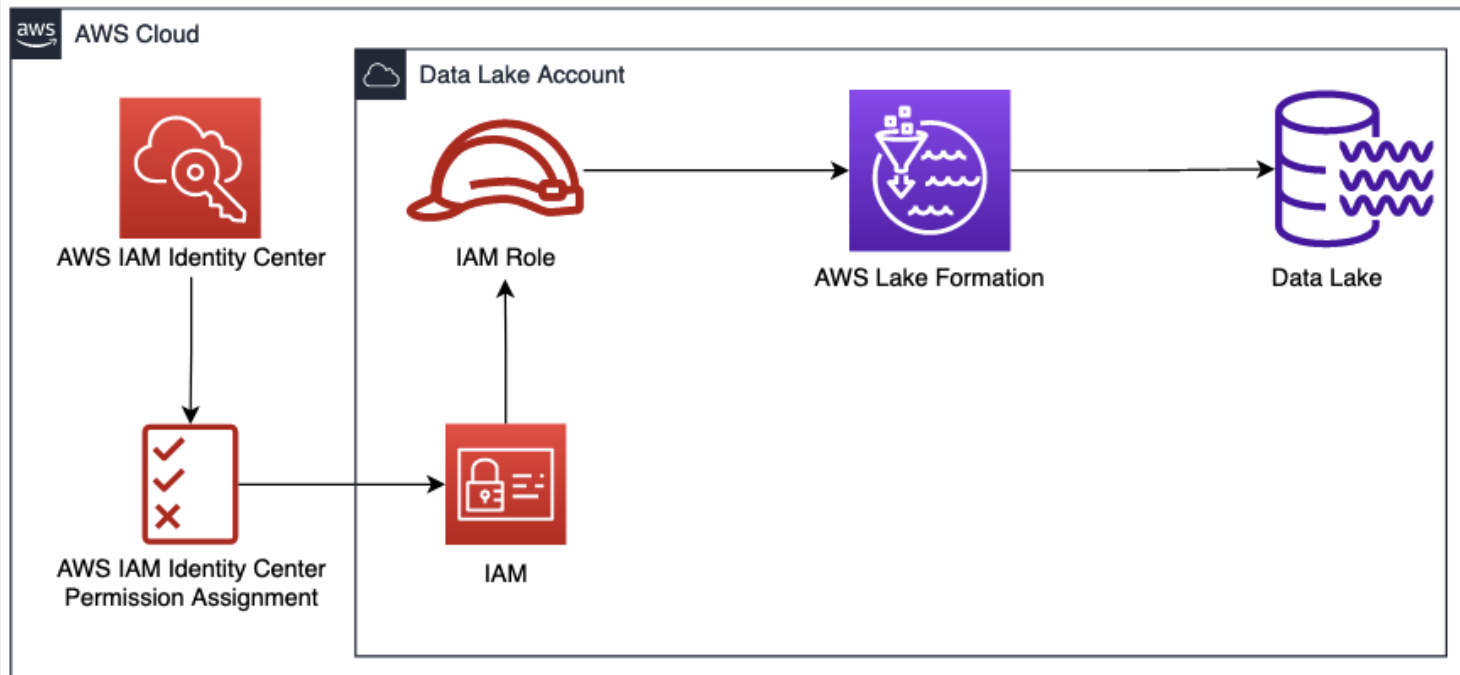 aws
AWS Cloud
Data Lake Account
AWS IAM Identity Center
IAM Role
AWS Lake Formation
Data Lake
AWS IAM Identity Center
Permission Assignment
IAM